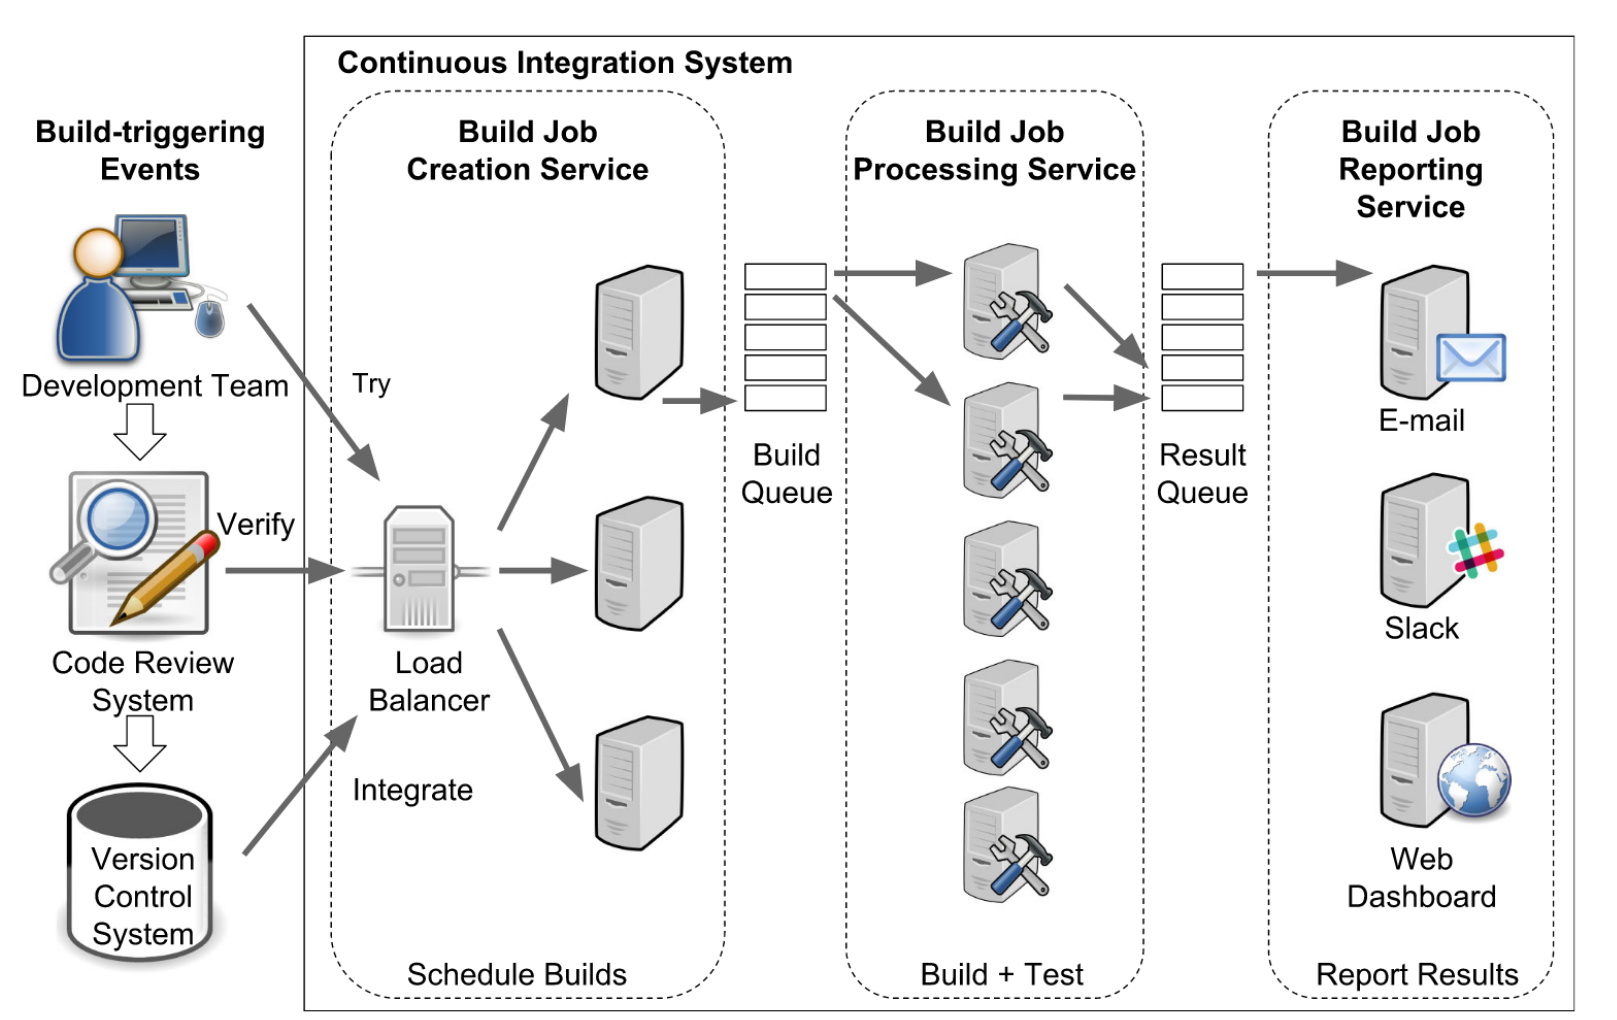 Continuous Integration System
Build-triggering
Events
Development Team
Code Review
System
Version
Control
System
Try
Verify
Integrate
Build Job
Creation Service
Load
Balancer
Schedule Builds
Build
Queue
Build Job
Processing Service
Build + Test
Result
Queue
Build Job
Reporting
Service
E-mail
Slack
Web
Dashboard
Report Results